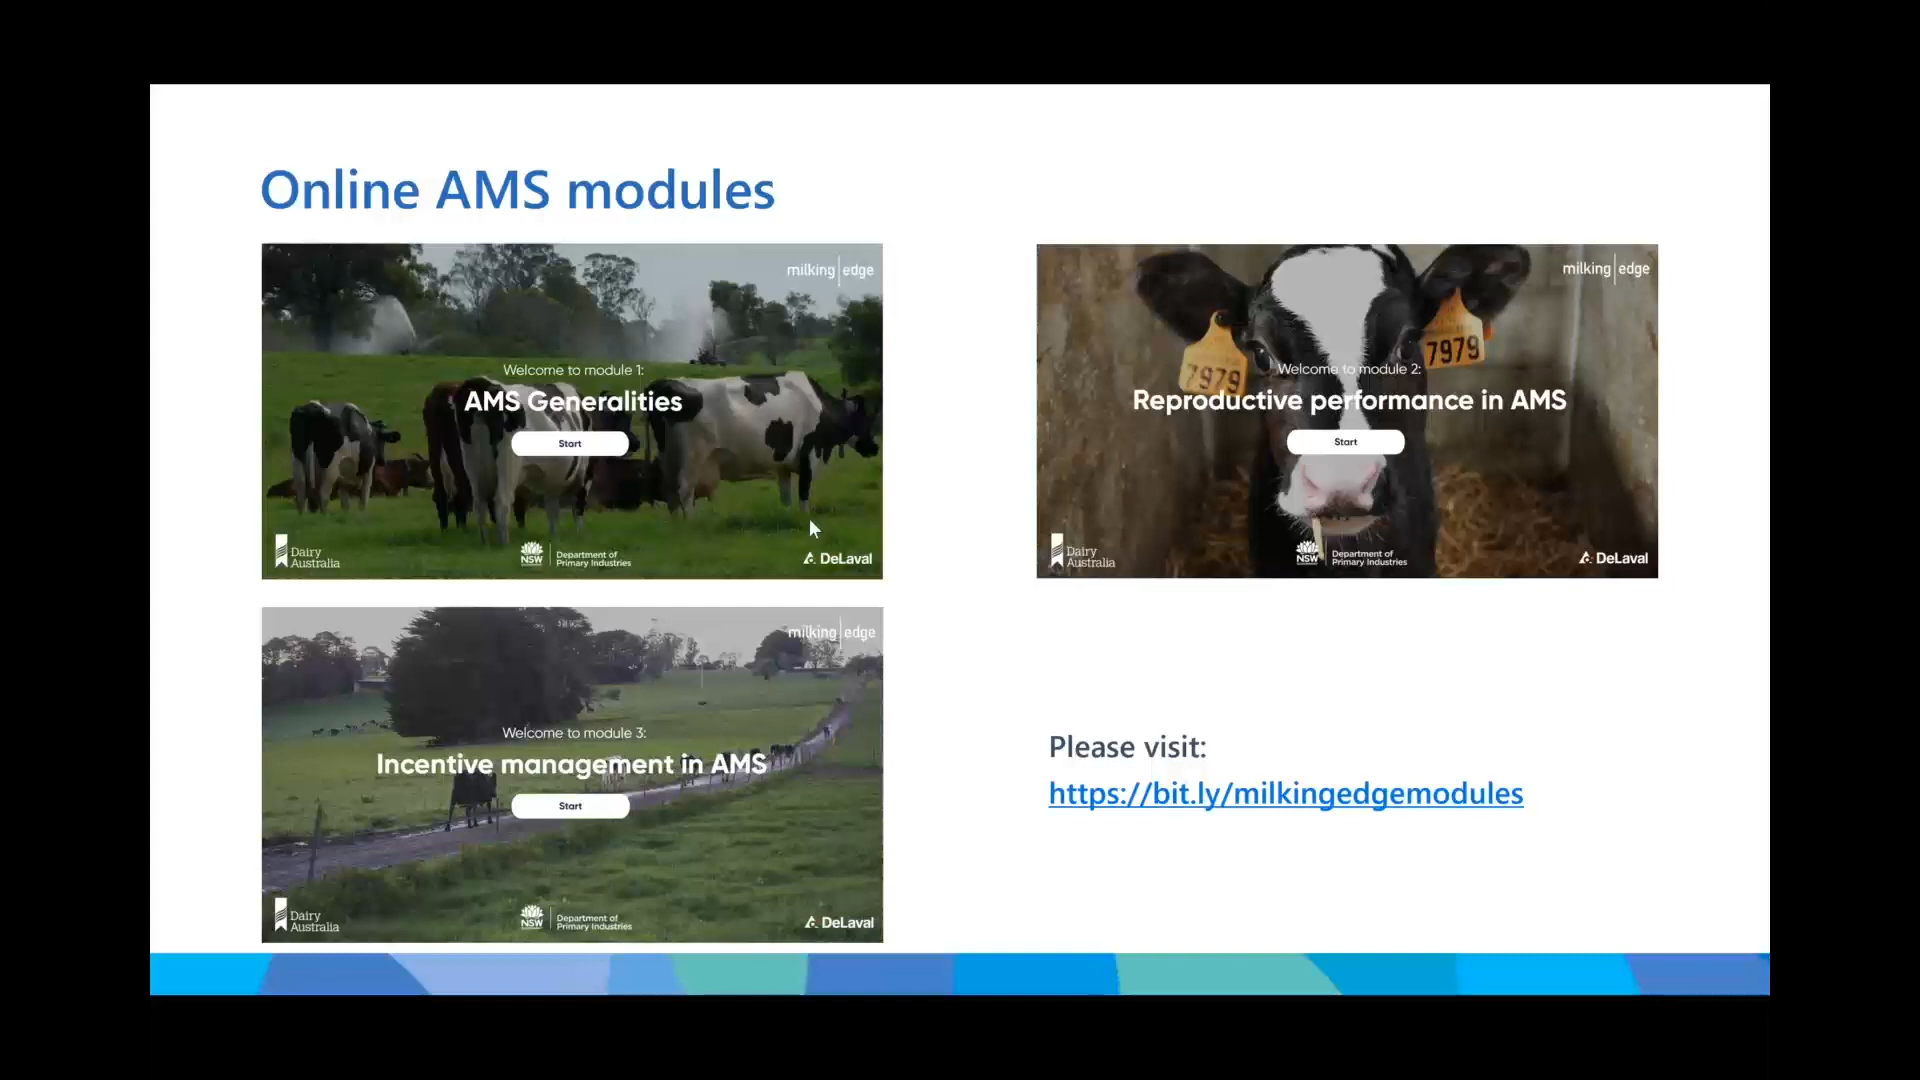 Online AMS modules
milking edge
Welcome to module 1:
AMS Generalities
Start
Dairy
Australia
NSW
Department of
Primary Industries
DeLaval
milking edge
7979
7979
Welcome to module 2:
Reproductive performance in AMS
Start
Dairy
Australia
NSW
Department of
Primary Industries
DeLaval
milking edge
Welcome to module 3:
Incentive management in AMS
Start
Dairy
Australia
NSW
Department of
Primary Industries
DeLaval
Please visit:
https://bit.ly/milkingedgemodules